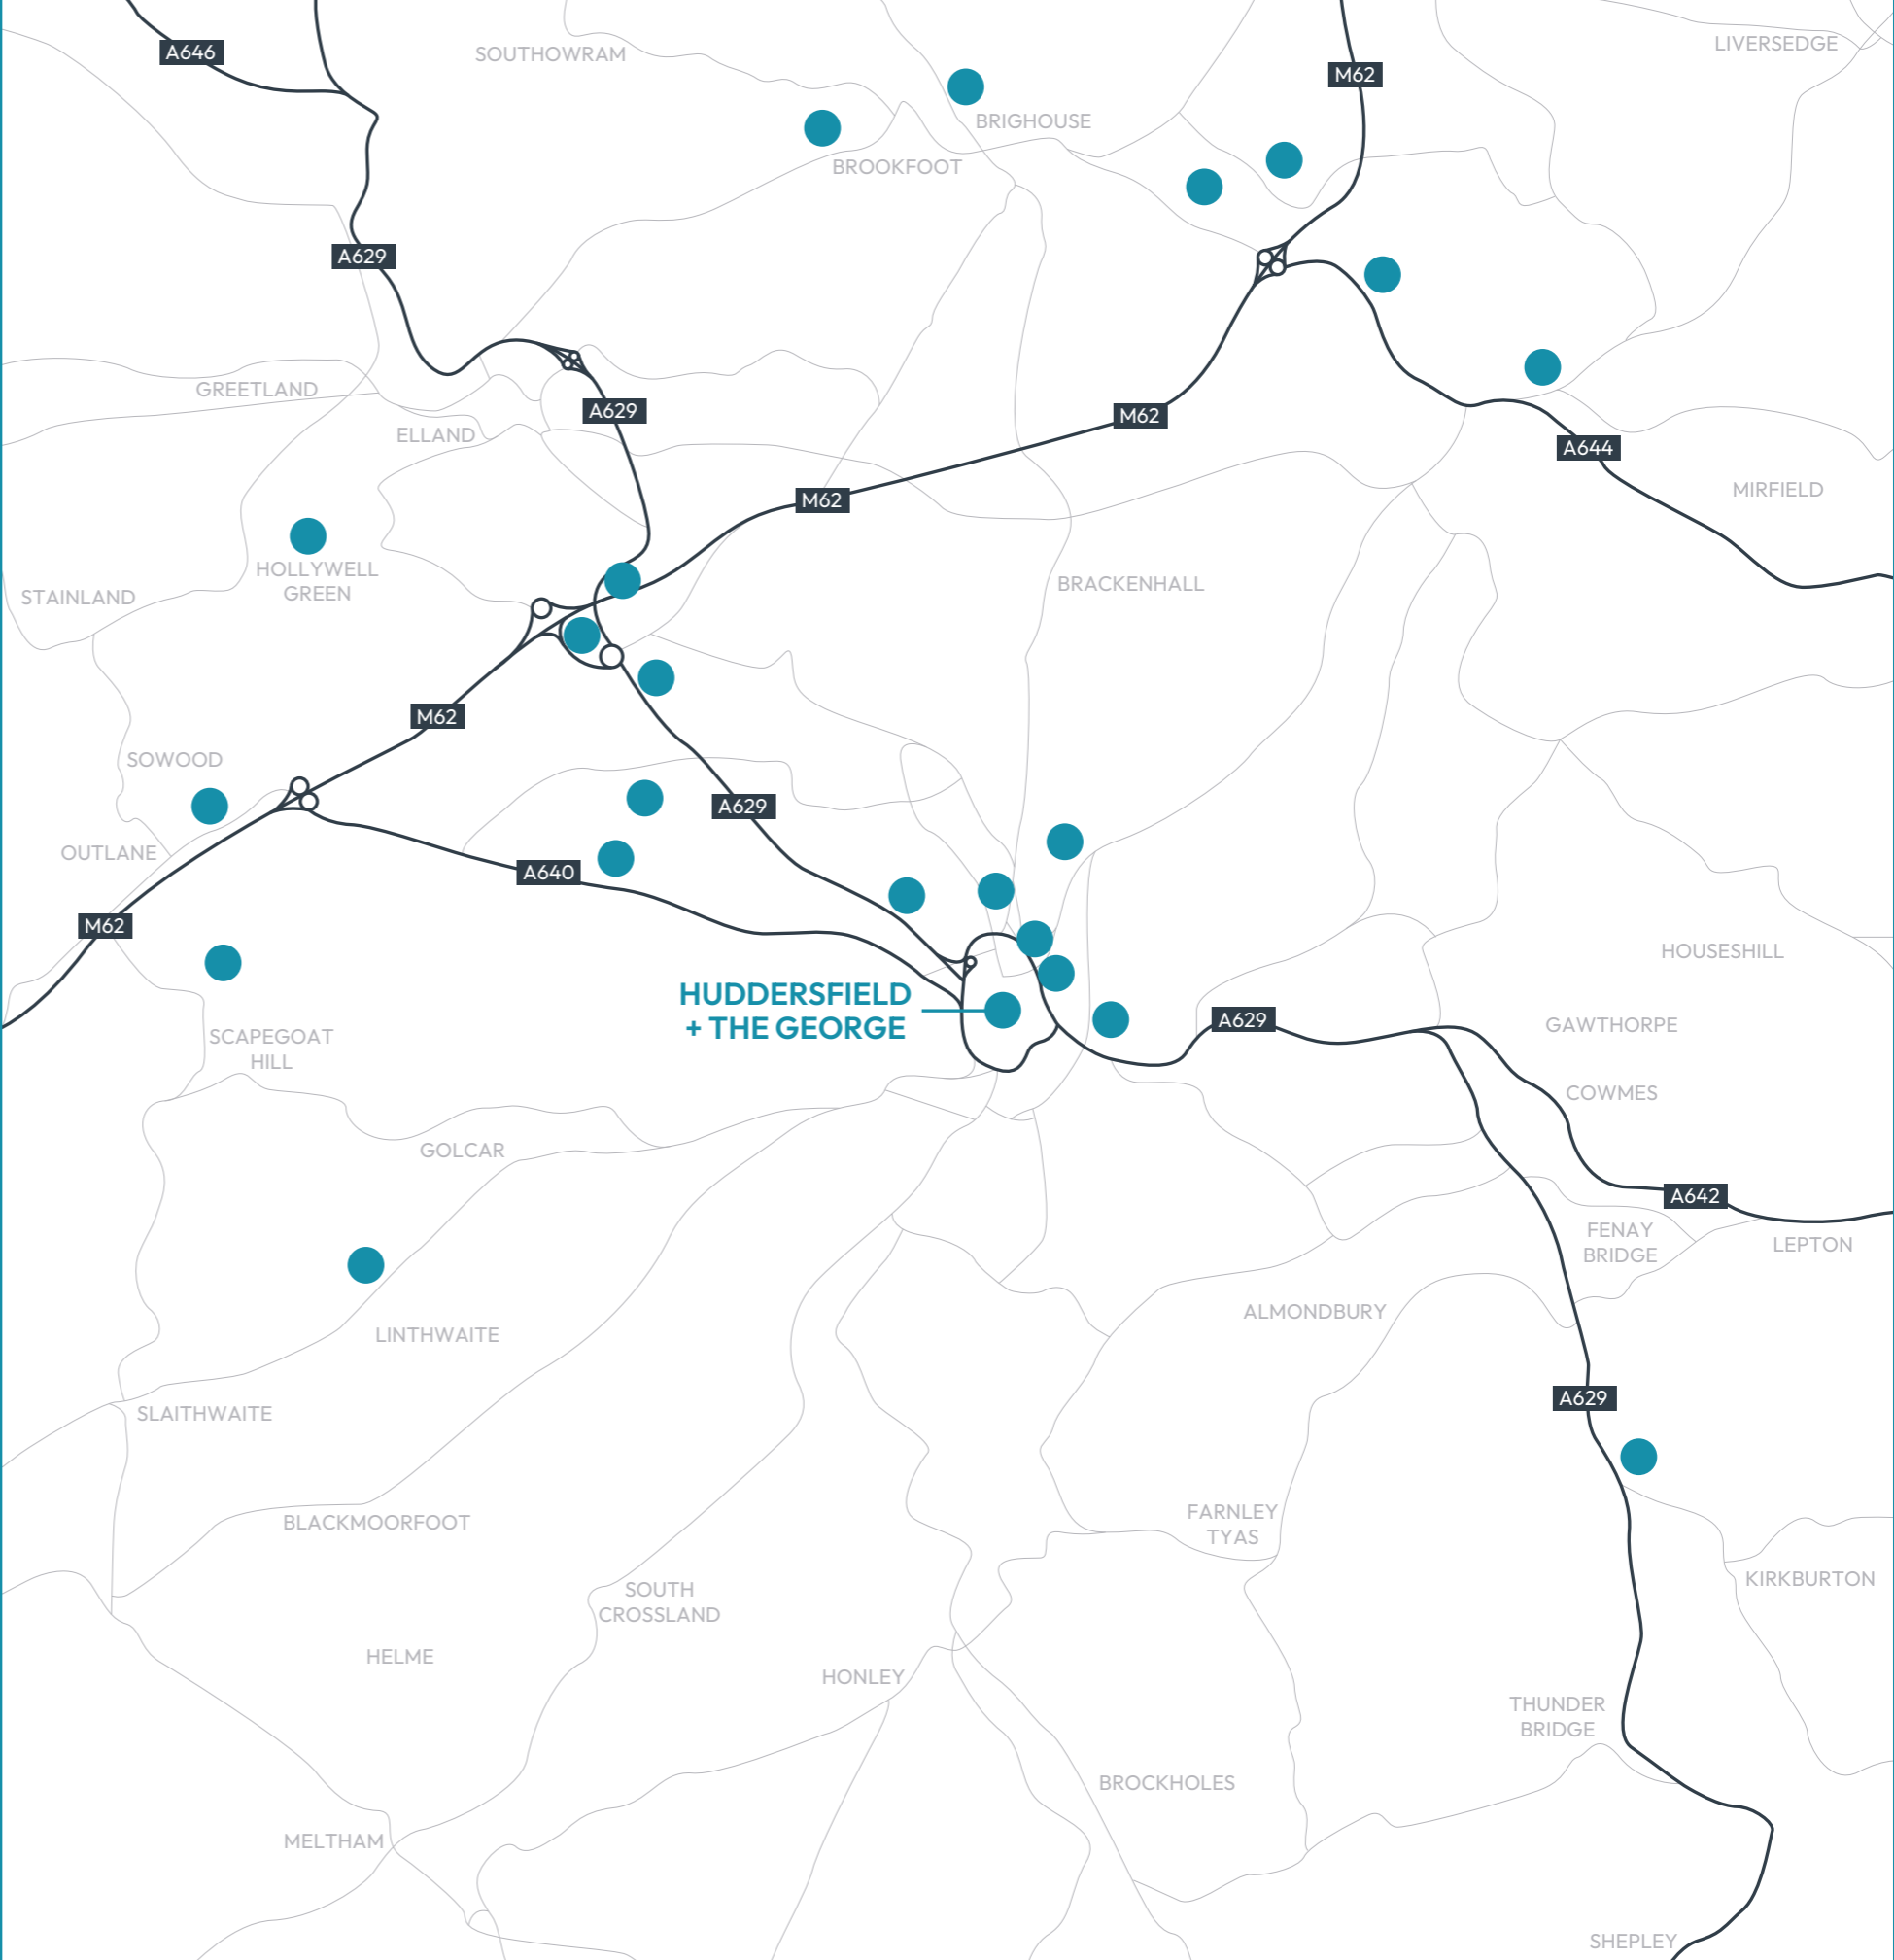 LIVERSEDGE
A646
SOUTHOWRAM
M62
BRIGHOUSE
BROOKFOOT
A629
GREETLAND
A629
M62
ELLAND
A644
MIRFIELD
M62
HOLLYWELL
GREEN
STAINLAND
BRACKENHALL
M62
SOWOOD
A629
OUTLANE
A640
M62
HOUSESHILL
HUDDERSFIELD
+ THE GEORGE
A629
GAWTHORPE
SCAPEGOAT
HILL
COWMES
GOLCAR
A642
FENAY
BRIDGE
LEPTON
ALMONDBURY
LINTHWAITE
A629
SLAITHWAITE
FARNLEY
TYAS
BLACKMOORFOOT
KIRKBURTON
SOUTH
CROSSLAND
HELME
HONLEY
THUNDER
BRIDGE
BROCKHOLES
MELTHAM
SHEPLEY